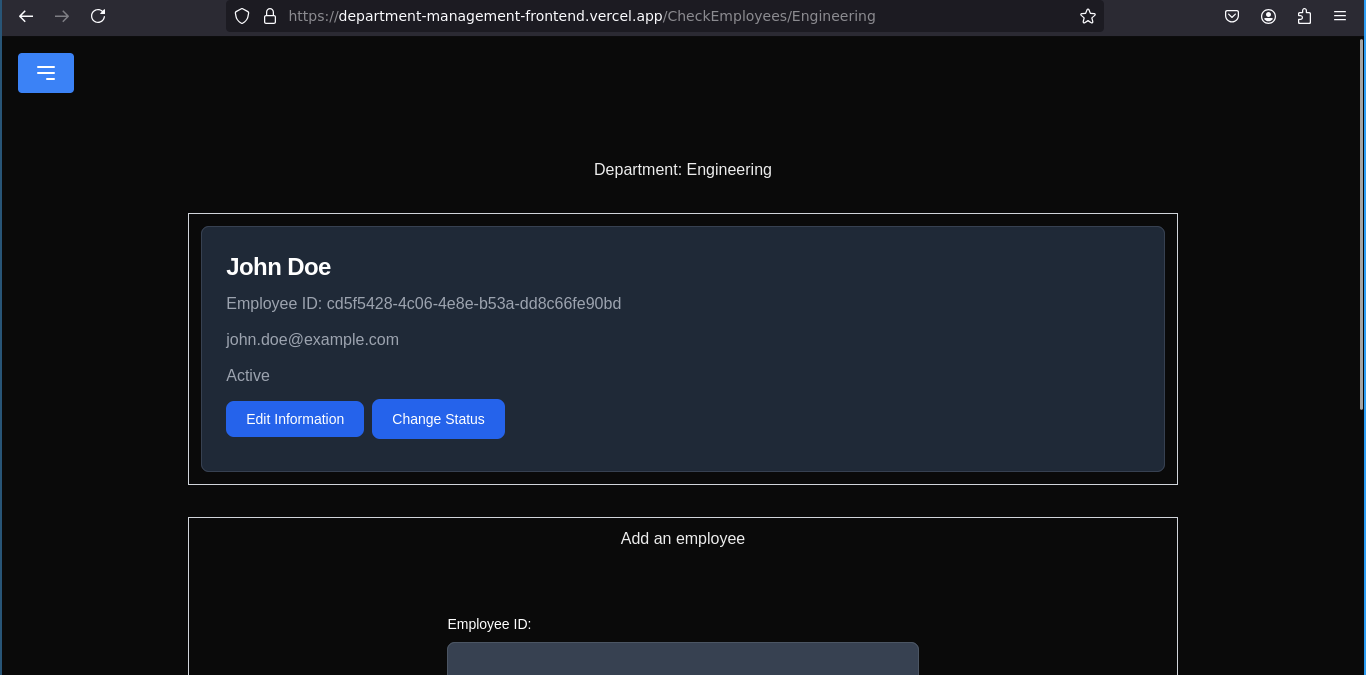 https://department-management-frontend.vercel.app/CheckEmployees/Engineering
Department: Engineering
John Doe
Employee ID: cd5f5428-4c06-4e8e-b53a-dd8c66fe90bd
john.doe@example.com
Active
Edit Information Change Status
Add an employee
Employee ID: